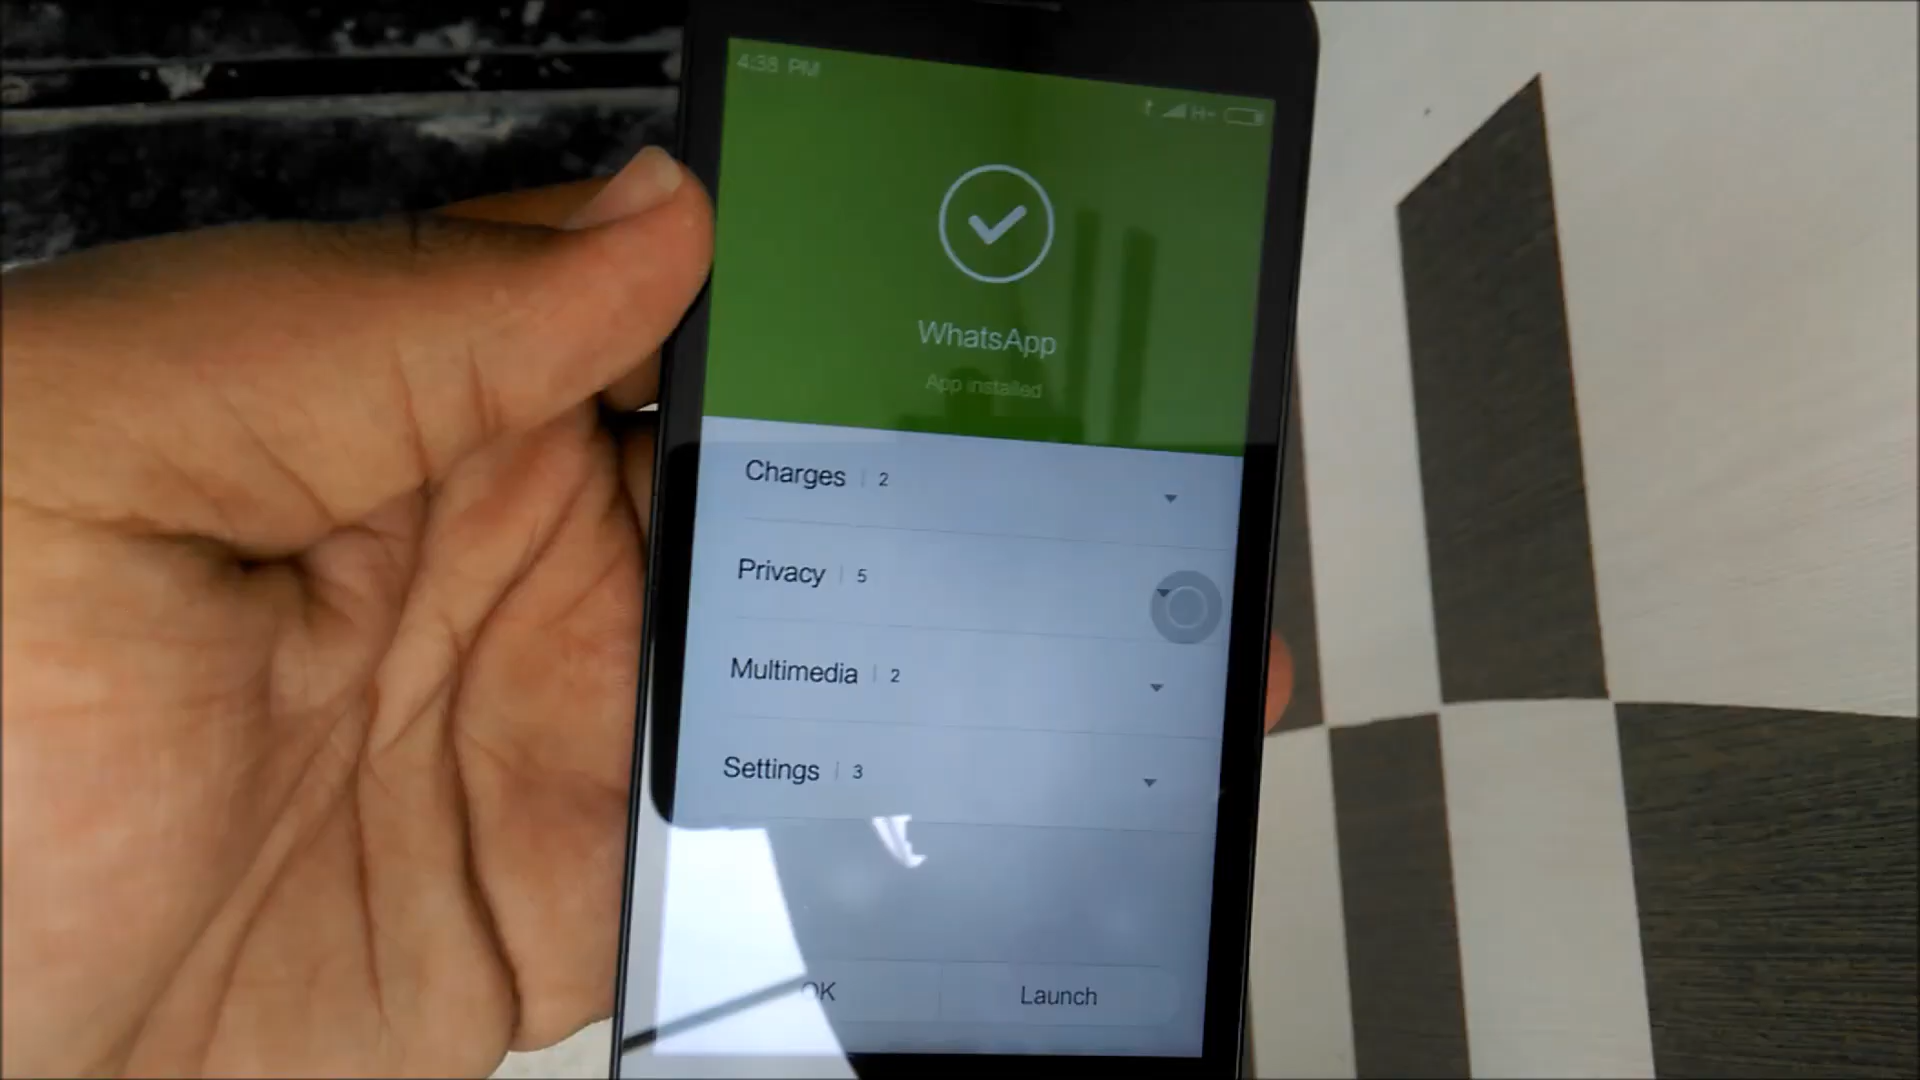 4:38 PM
H+
WhatsApp
App installed
Charges | 2
Privacy | 5
Multimedia | 2
Settings | 3
OK
Launch